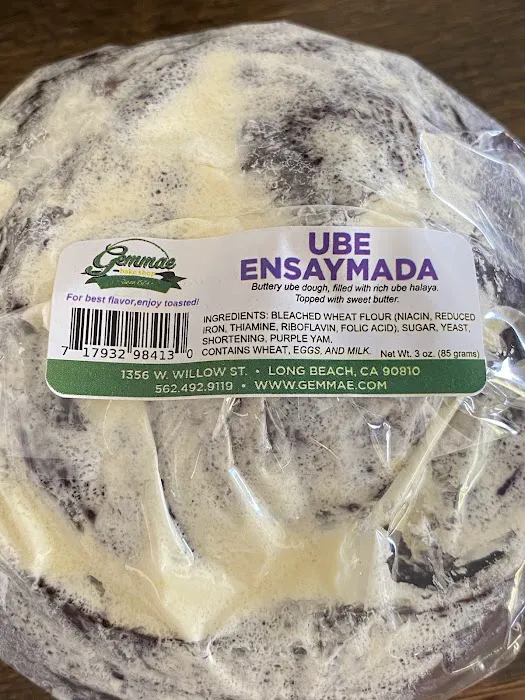 Gemmae
bake shop
For best flavor,enjoy toasted!
7 17932 98413 0
UBE
ENSAYMADA
Buttery ube dough, filled with rich ube halaya.
Topped with sweet butter.
INGREDIENTS: BLEACHED WHEAT FLOUR (NIACIN, REDUCED
IRON, THIAMINE, RIBOFLAVIN, FOLIC ACID), SUGAR, YEAST,
SHORTENING, PURPLE YAM.
CONTAINS WHEAT, EGGS, AND MILK. Net Wt. 3 oz. (85 grams)
1356 W. WILLOW ST. • LONG BEACH, CA 90810
562.492.9119 • WWW.GEMMAE.COM